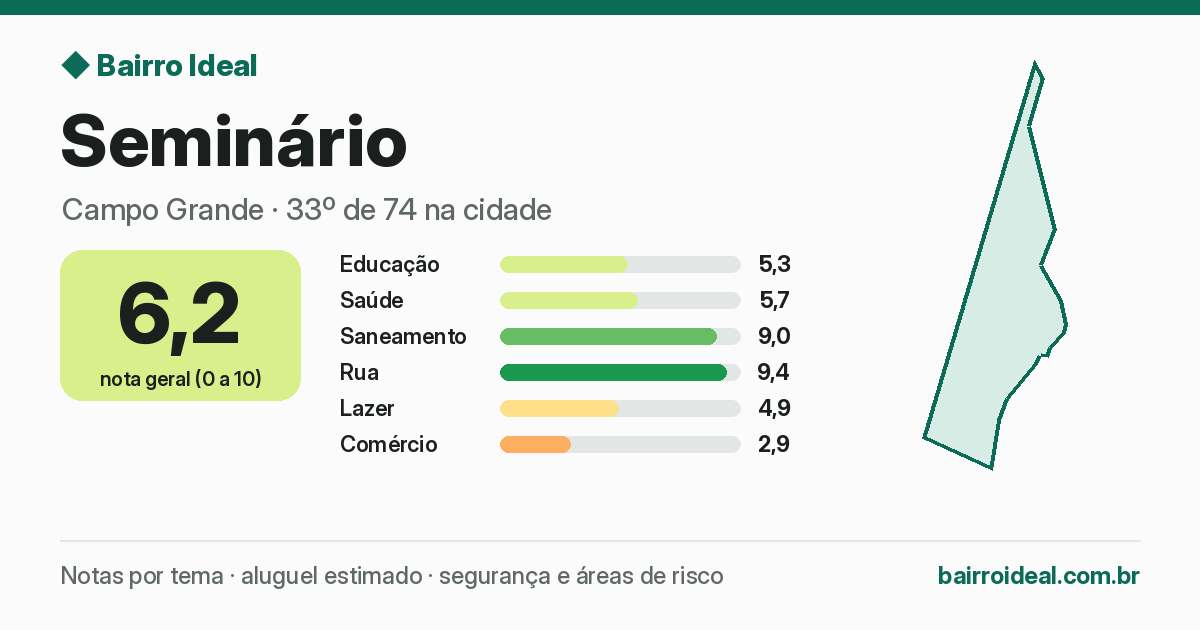 Bairro Ideal
Seminário
Campo Grande · 33º de 74 na cidade
6,2
nota geral (0 a 10)
Educação 5,3
Saúde 5,7
Saneamento 9,0
Rua 9,4
Lazer 4,9
Comércio 2,9
Notas por tema · aluguel estimado · segurança e áreas de risco
bairroideal.com.br